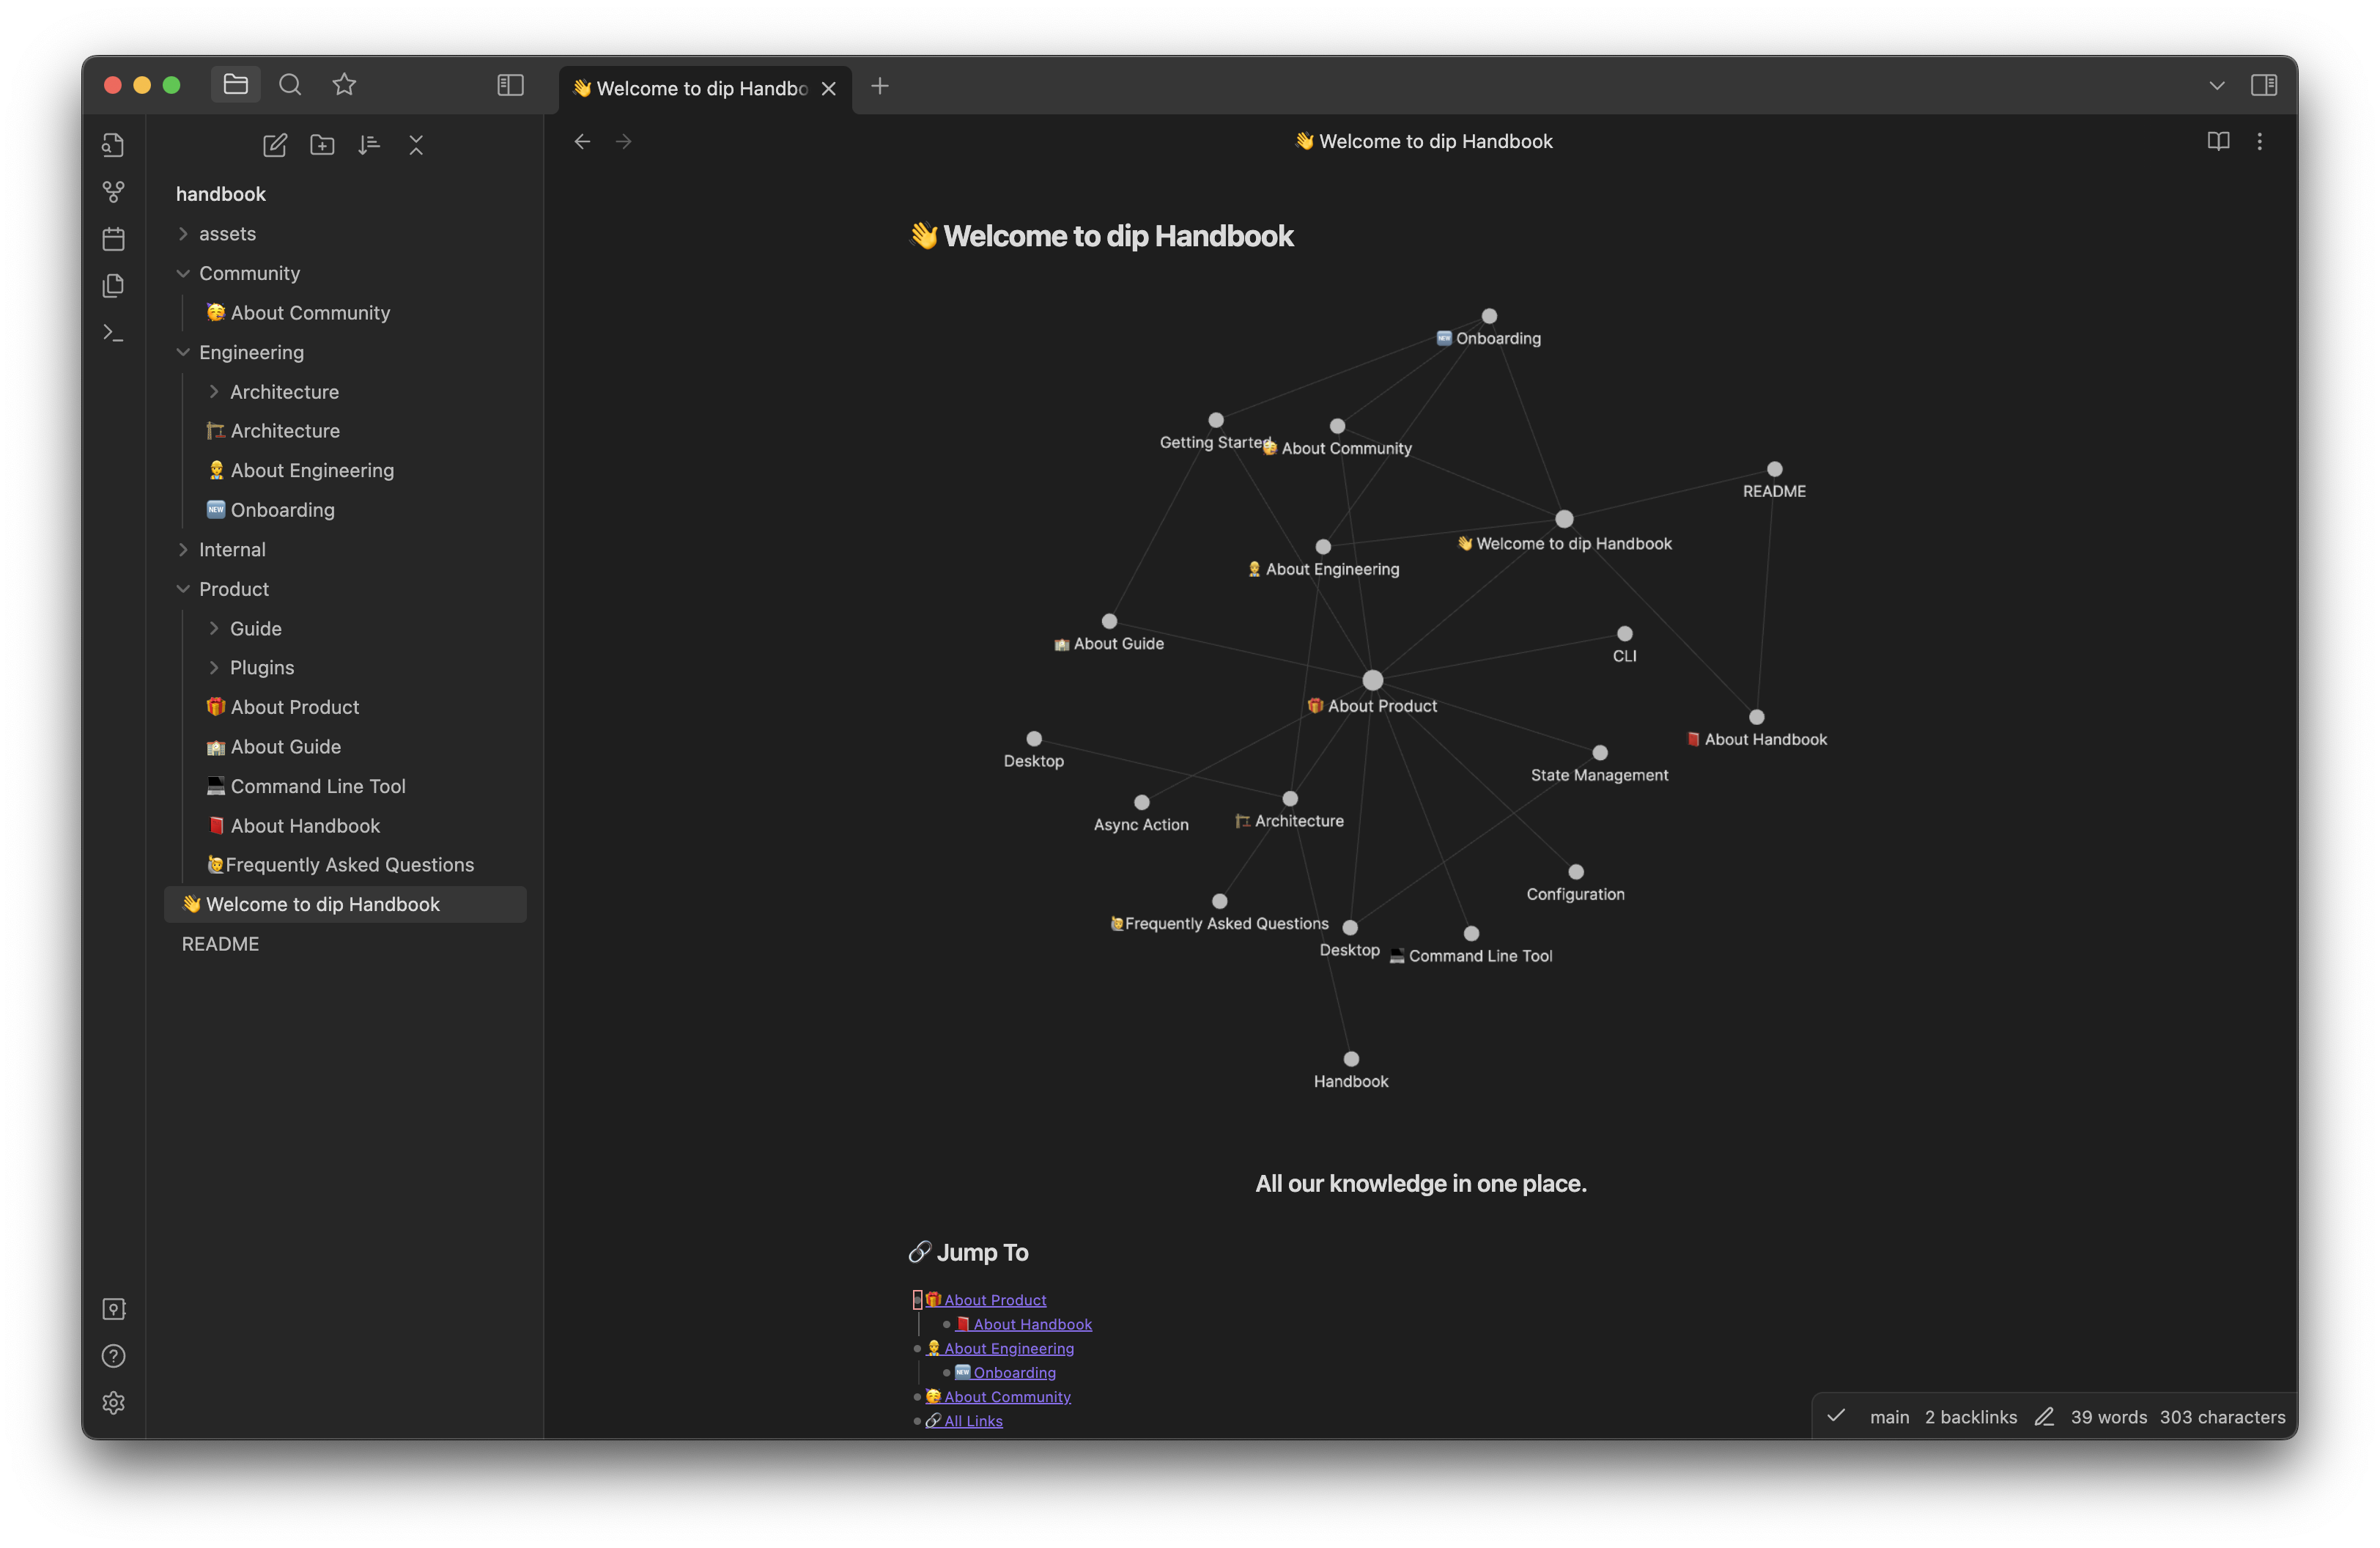 👋 Welcome to dip Handbo
👋 Welcome to dip Handbook
handbook
assets
Community
🥳 About Community
Engineering
Architecture
🏗 Architecture
👷 About Engineering
🆕 Onboarding
Internal
Product
Guide
Plugins
🎁 About Product
🏫 About Guide
💻 Command Line Tool
📕 About Handbook
🙋Frequently Asked Questions
👋 Welcome to dip Handbook
README
👋 Welcome to dip Handbook
🆕 Onboarding
Getting Started
🥳 About Community
README
👋 Welcome to dip Handbook
👷 About Engineering
🏫 About Guide
CLI
🎁 About Product
📕 About Handbook
Desktop
State Management
Async Action
🏗 Architecture
Configuration
🙋Frequently Asked Questions
Desktop
💻 Command Line Tool
Handbook
All our knowledge in one place.
🔗 Jump To
🎁 About Product
📕 About Handbook
👷 About Engineering
🆕 Onboarding
🥳 About Community
🔗 All Links
main 2 backlinks 39 words 303 characters